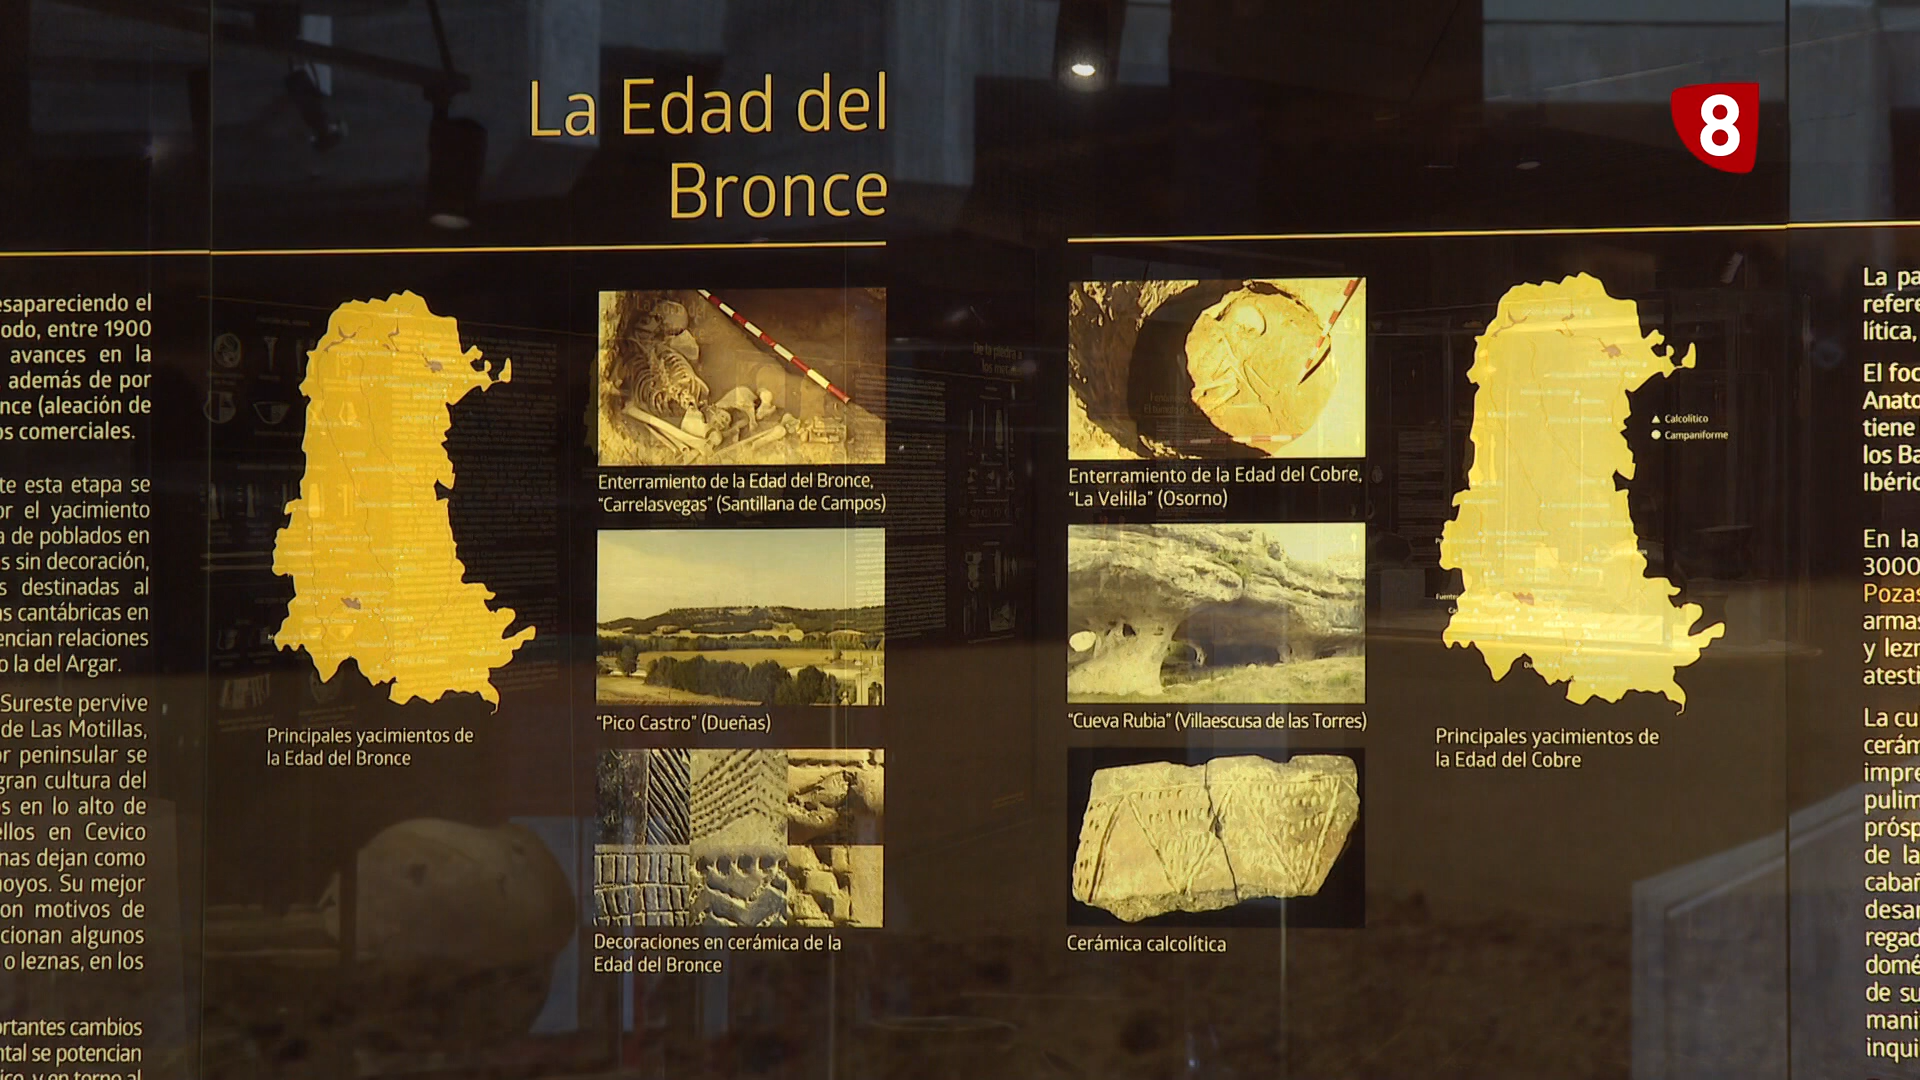 La Edad del
Bronce
8
esapareciendo el
odo, entre 1900
avances en la
además de por
nce (aleación de
os comerciales.
te esta etapa se
or el yacimiento
a de poblados en
s sin decoración,
s destinadas al
as cantábricas en
encian relaciones
o la del Argar.
Sureste pervive
de Las Motillas,
or peninsular se
gran cultura del
os en lo alto de
ellos en Cevico
nas dejan como
noyos. Su mejor
on motivos de
cionan algunos
o leznas, en los
ortantes cambios
ntal se potencian
ico, y en torno al
Principales yacimientos de
la Edad del Bronce
Enterramiento de la Edad del Bronce,
“Carrelasvegas” (Santillana de Campos)
“Pico Castro” (Dueñas)
Decoraciones en cerámica de la
Edad del Bronce
Enterramiento de la Edad del Cobre,
“La Velilla” (Osorno)
“Cueva Rubia” (Villaescusa de las Torres)
Cerámica calcolítica
Calcolítico
Campaniforme
Principales yacimientos de
la Edad del Cobre
La pa
refere
lítica,
El foc
Anato
tiene
los Ba
Ibéric
En la
3000
Pozas
armas
y lezn
atesti
La cu
cerám
impre
pulim
prósp
de la
cabañ
desar
regad
domé
de su
mani
inqui